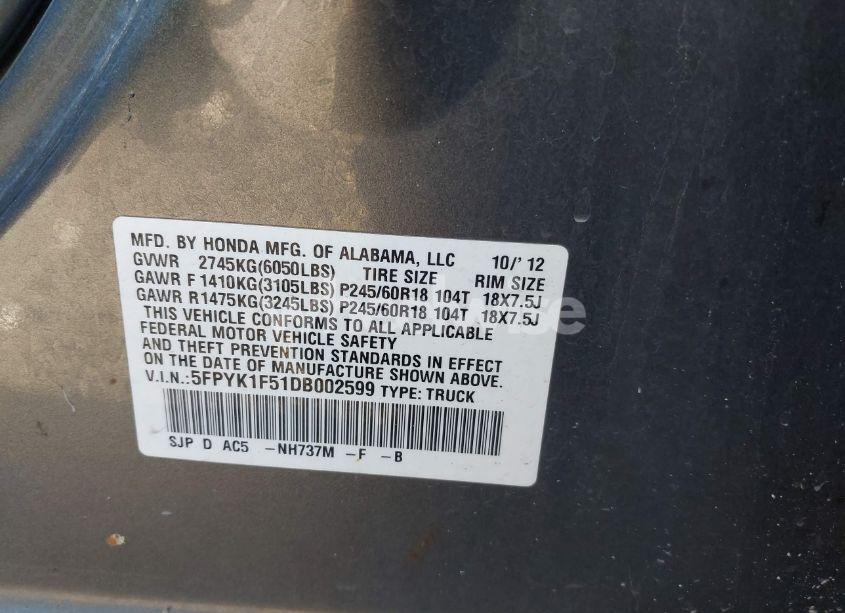 MFD. BY HONDA MFG. OF ALABAMA, LLC 10/'12
GVWR 2745KG(6050LBS) TIRE SIZE RIM SIZE
GAWR F 1410KG(3105LBS) P245/60R18 104T 18X7.5J
GAWR R1475KG(3245LBS) P245/60R18 104T 18X7.5J
THIS VEHICLE CONFORMS TO ALL APPLICABLE
FEDERAL MOTOR VEHICLE SAFETY
AND THEFT PREVENTION STANDARDS IN EFFECT
ON THE DATE OF MANUFACTURE SHOWN ABOVE.
V.I.N.:5FPYK1F51DB002599 TYPE: TRUCK
SJP D AC5 -NH737M -F -B